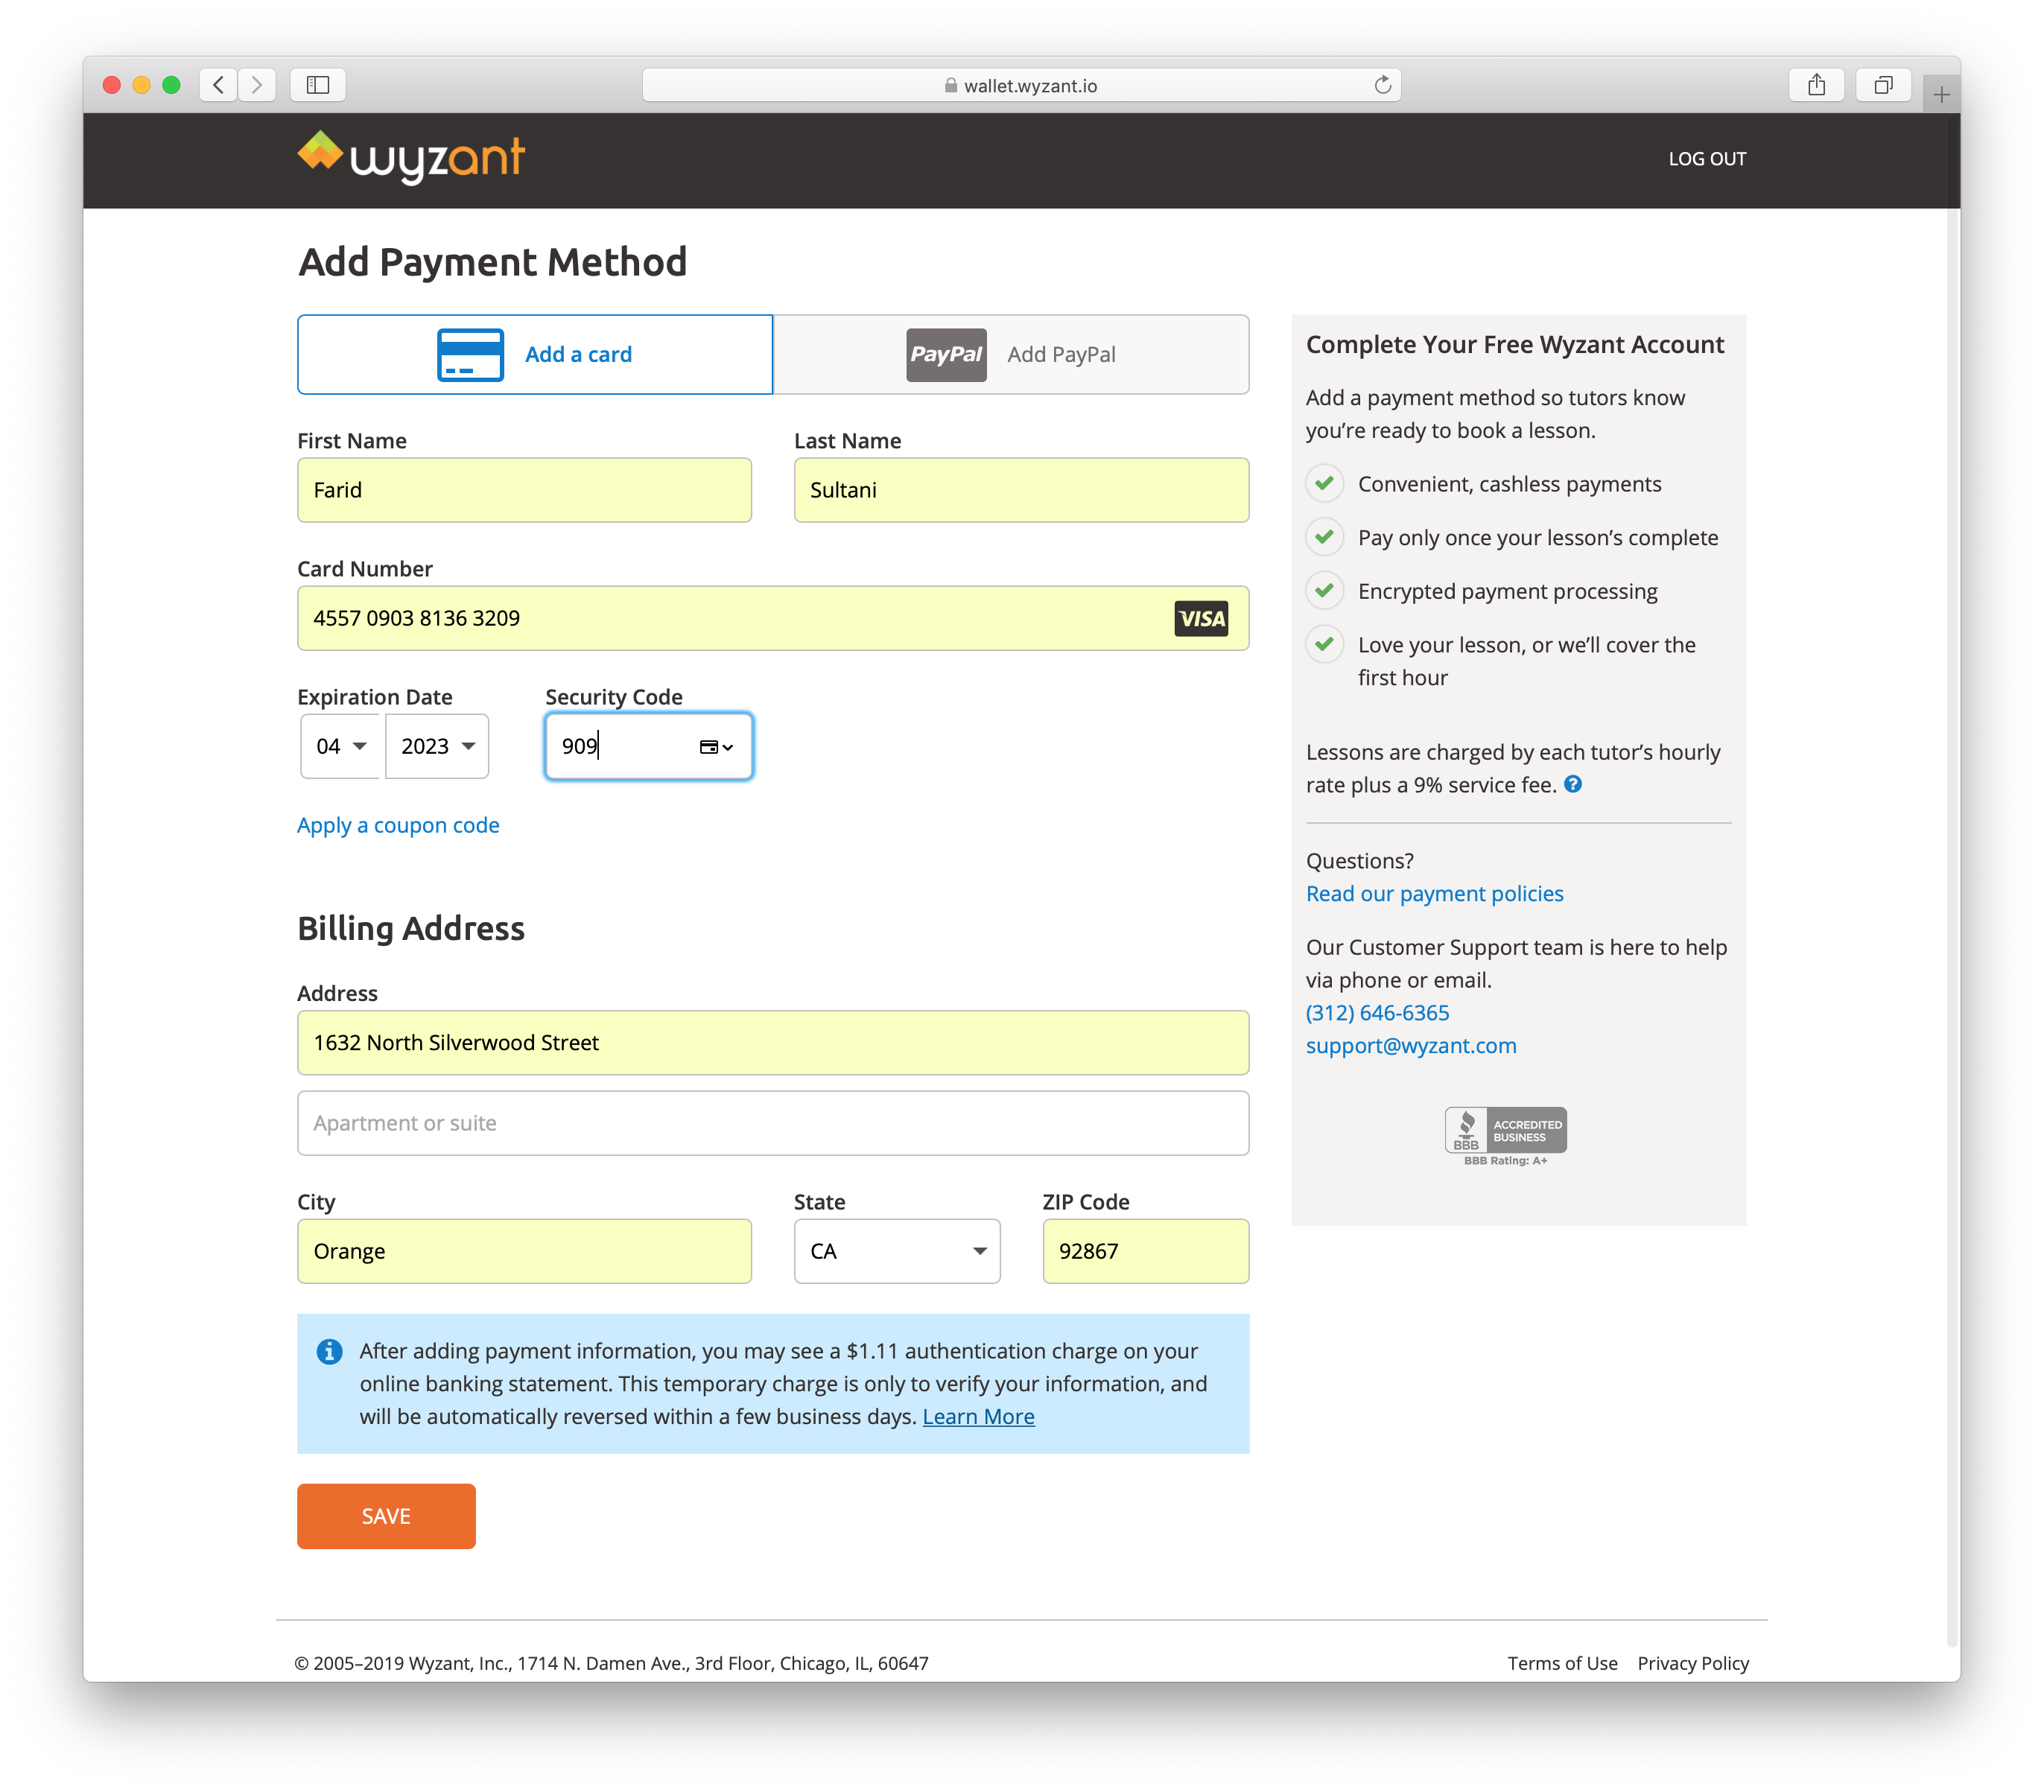 wallet.wyzant.io
wyzant
LOG OUT
Add Payment Method
Add a card
PayPal Add PayPal
First Name
Last Name
Farid
Sultani
Card Number
4557 0903 8136 3209
VISA
Expiration Date
Security Code
04
2023
909
Apply a coupon code
Billing Address
Address
1632 North Silverwood Street
Apartment or suite
City
State
ZIP Code
Orange
CA
92867
After adding payment information, you may see a $1.11 authentication charge on your
online banking statement. This temporary charge is only to verify your information, and
will be automatically reversed within a few business days. Learn More
SAVE
Complete Your Free Wyzant Account
Add a payment method so tutors know
you’re ready to book a lesson.
Convenient, cashless payments
Pay only once your lesson’s complete
Encrypted payment processing
Love your lesson, or we’ll cover the
first hour
Lessons are charged by each tutor’s hourly
rate plus a 9% service fee. ?
Questions?
Read our payment policies
Our Customer Support team is here to help
via phone or email.
(312) 646-6365
support@wyzant.com
BBB
ACCREDITED
BUSINESS
BBB Rating: A+
© 2005–2019 Wyzant, Inc., 1714 N. Damen Ave., 3rd Floor, Chicago, IL, 60647
Terms of Use
Privacy Policy